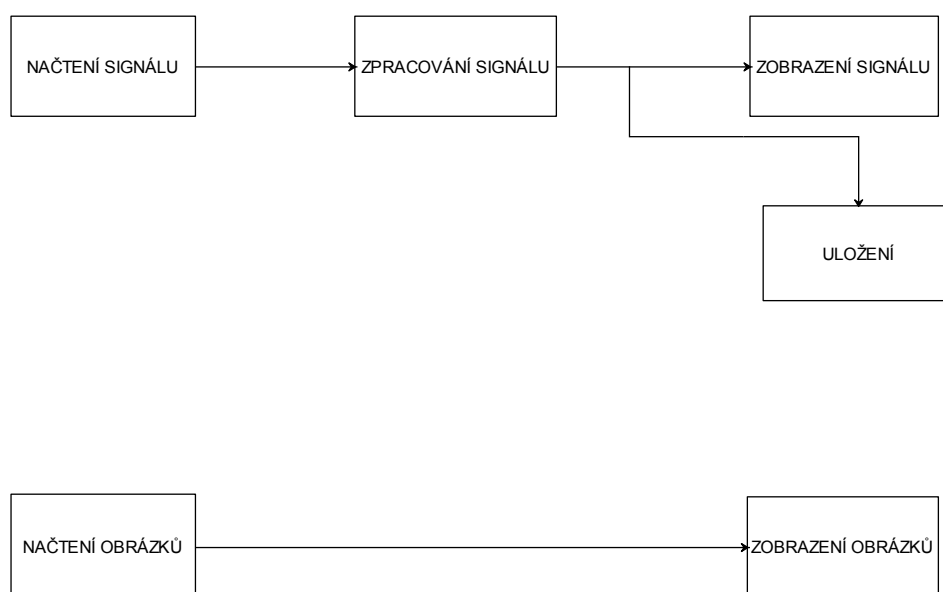 NAČTENÍ SIGNÁLU
ZPRACOVÁNÍ SIGNÁLU
ZOBRAZENÍ SIGNÁLU
ULOŽENÍ
NAČTENÍ OBRÁZKŮ
ZOBRAZENÍ OBRÁZKŮ